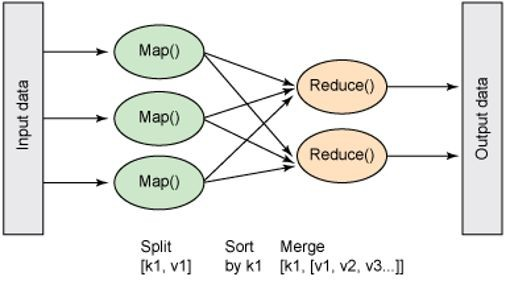 Input data
Map()
Map()
Map()
Reduce()
Reduce()
Output data
Split
[k1, v1]
Sort
by k1
Merge
[k1, [v1, v2, v3...]]